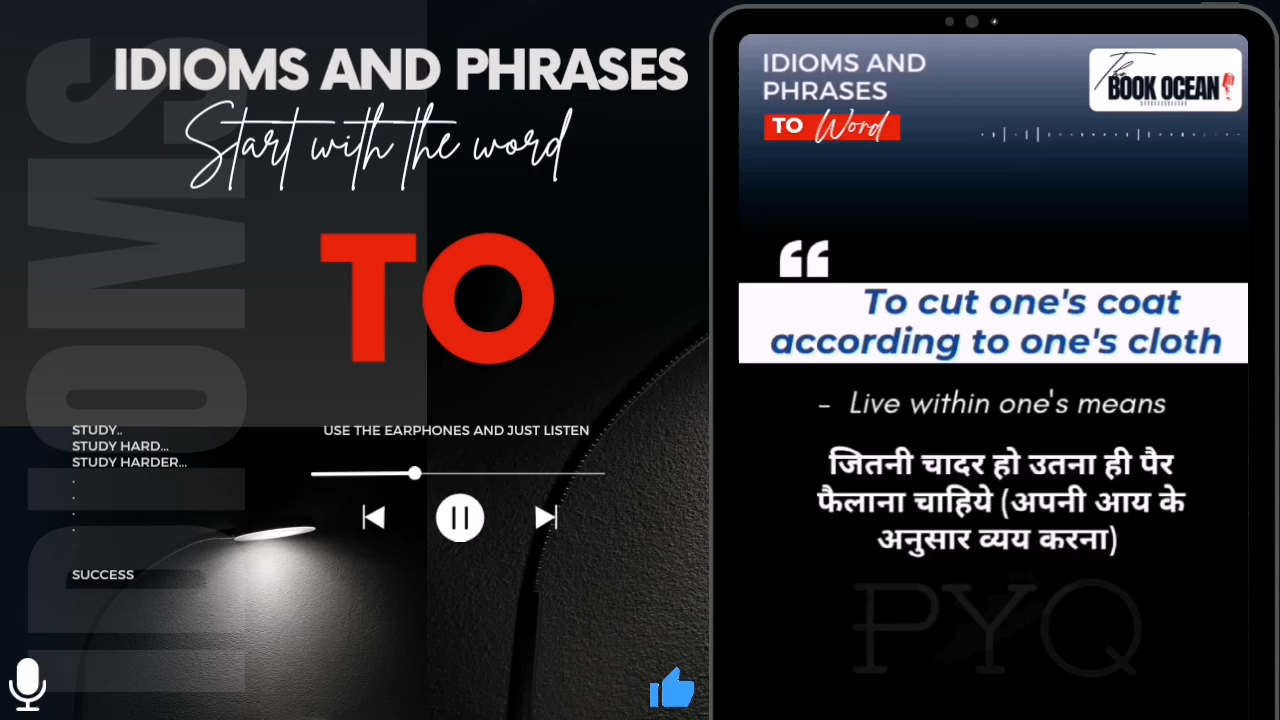 IDIOMS
IDIOMS AND PHRASES
Start with the word
TO
STUDY..
STUDY HARD...
STUDY HARDER...
.
.
.
.
SUCCESS
USE THE EARPHONES AND JUST LISTEN
IDIOMS AND
PHRASES
TO Word
The
BOOK OCEAN
“
To cut one's coat
according to one's cloth
- Live within one's means
जितनी चादर हो उतना ही पैर
फैलाना चाहिये (अपनी आय के
अनुसार व्यय करना)
PYQ